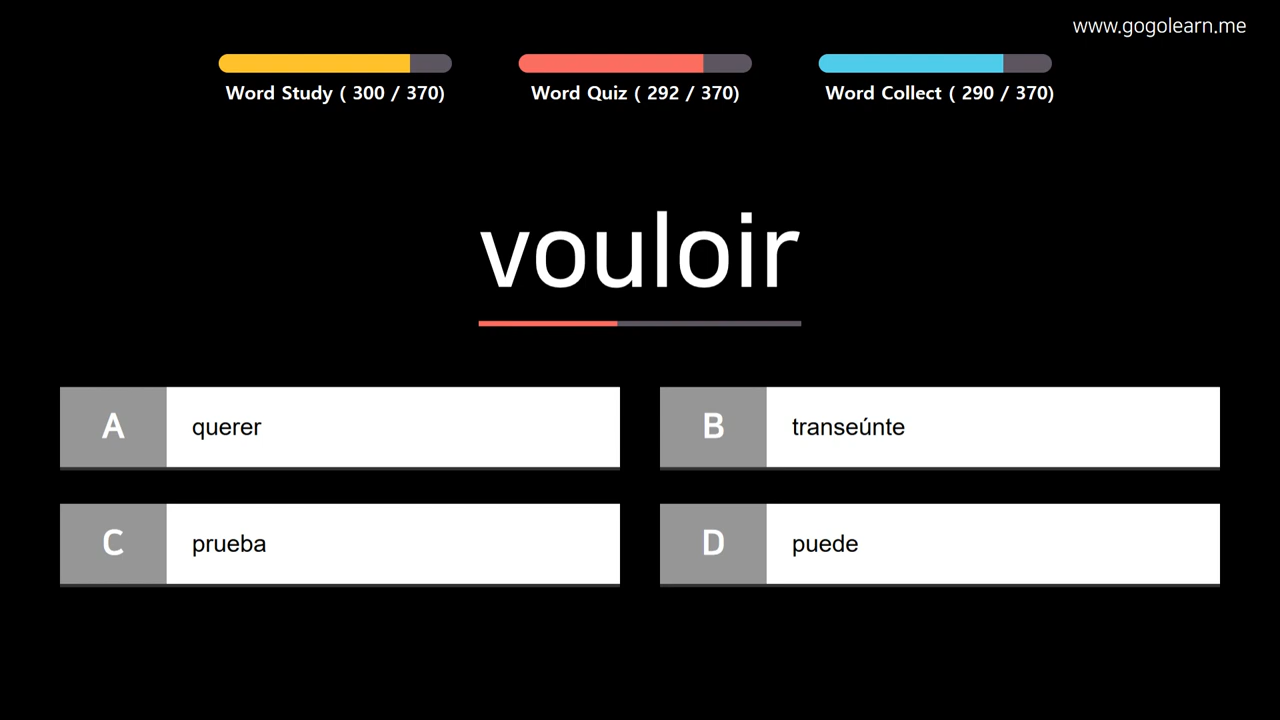 www.gogolearn.me
Word Study ( 300 / 370)
Word Quiz ( 292 / 370)
Word Collect ( 290 / 370)
vouloir
A querer
B transeúnte
C prueba
D puede